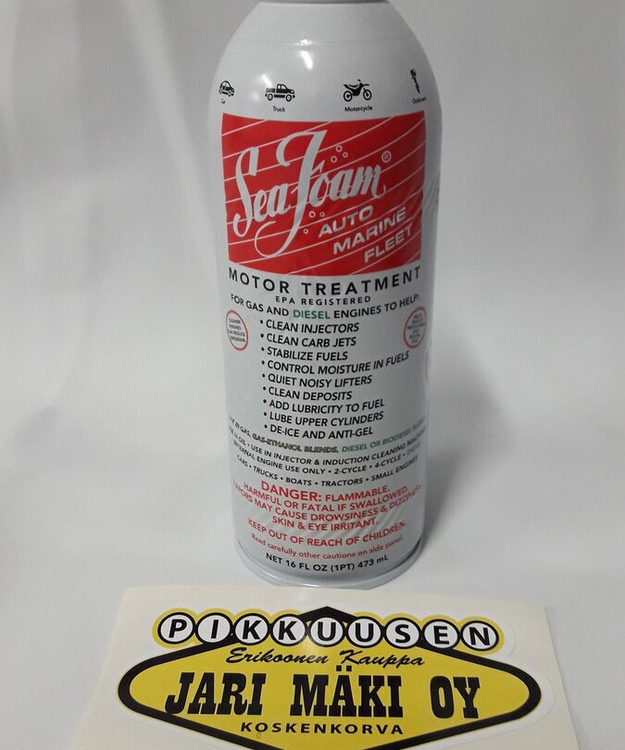 Truck
Motorcycle
Sea Foam®
AUTO
MARINE
FLEET
MOTOR TREATMENT
EPA REGISTERED
FOR GAS AND DIESEL ENGINES TO HELP:
• CLEAN INJECTORS
• CLEAN CARB JETS
• STABILIZE FUELS
• CONTROL MOISTURE IN FUELS
• QUIET NOISY LIFTERS
• CLEAN DEPOSITS
• ADD LUBRICITY TO FUEL
• LUBE UPPER CYLINDERS
• DE-ICE AND ANTI-GEL
IN GAS, GAS-ETHANOL BLENDS, DIESEL OR BIODIESEL
IN OIL • USE IN INJECTOR & INDUCTION CLEANING
ENGINE USE ONLY • 2-CYCLE • 4-CYCLE •
CARS • TRUCKS • BOATS • TRACTORS • SMALL ENGINES
DANGER: FLAMMABLE.
HARMFUL OR FATAL IF SWALLOWED.
VAPORS MAY CAUSE DROWSINESS &
SKIN & EYE IRRITANT.
KEEP OUT OF REACH OF CHILDREN.
Read carefully other cautions on side panel.
NET 16 FL OZ (1PT) 473 mL
PIKKUUSEN
Erikoonen Kauppa
JARI MÄKI OY
KOSKENKORVA